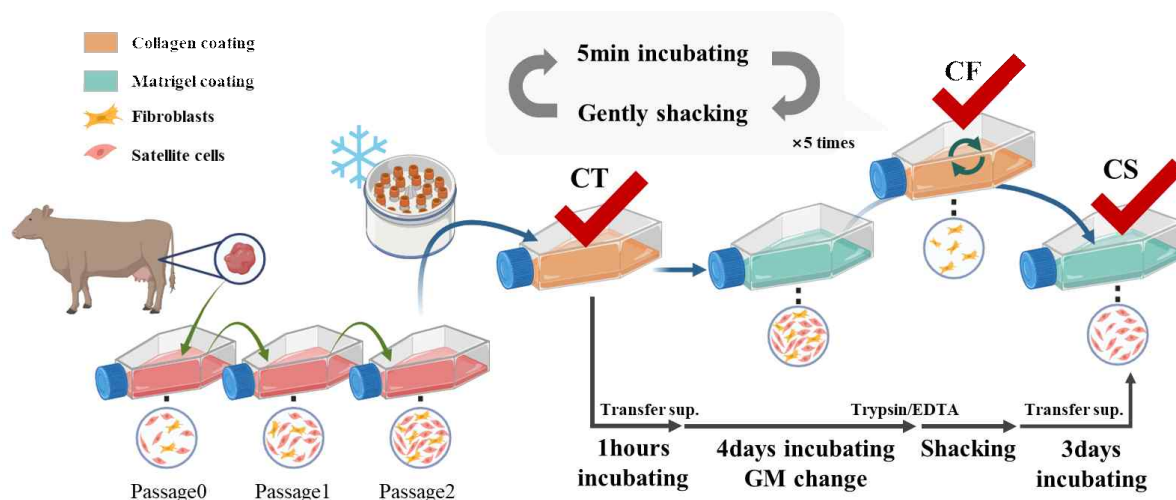 Collagen coating
Matrigel coating
Fibroblasts
Satellite cells
5min incubating
Gently shacking
×5 times
CT
CF
CS
Passage0
Passage1
Passage2
Transfer sup.
Trypsin/EDTA
Transfer sup.
1hours
incubating
4days incubating
GM change
Shacking
3days
incubating